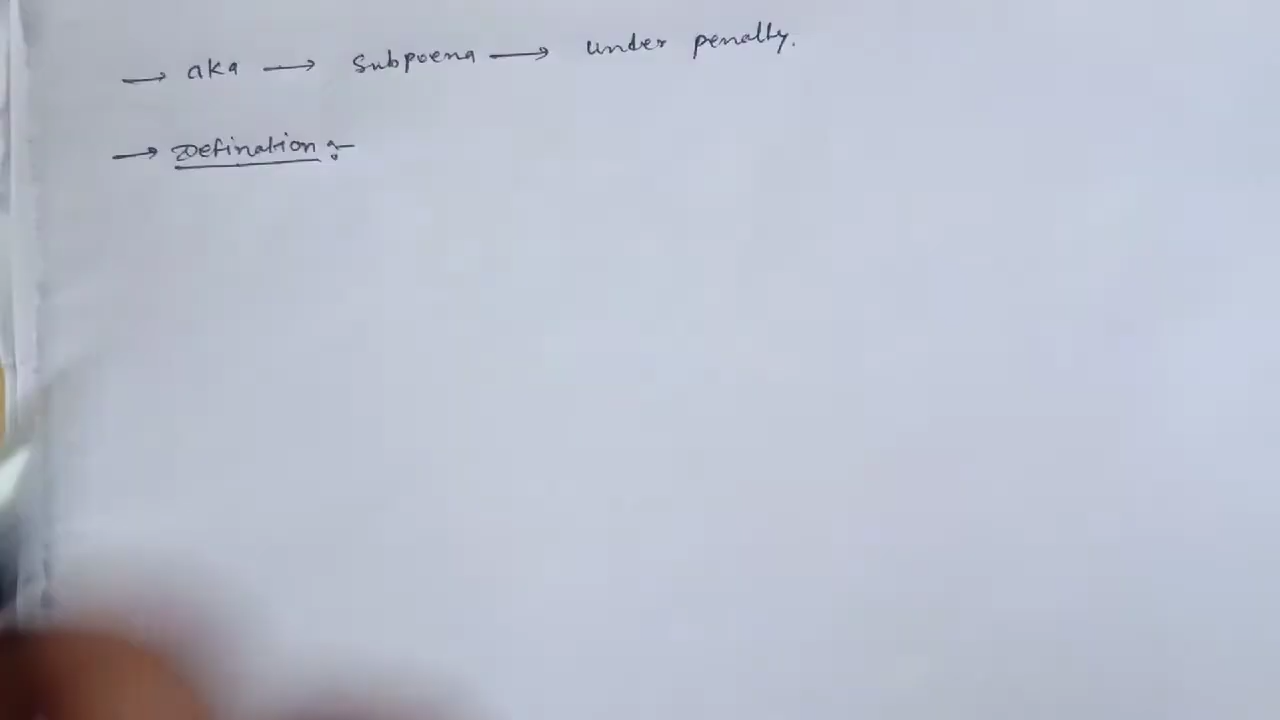 → aka → Subpoena → under penalty.
→ Defination :-